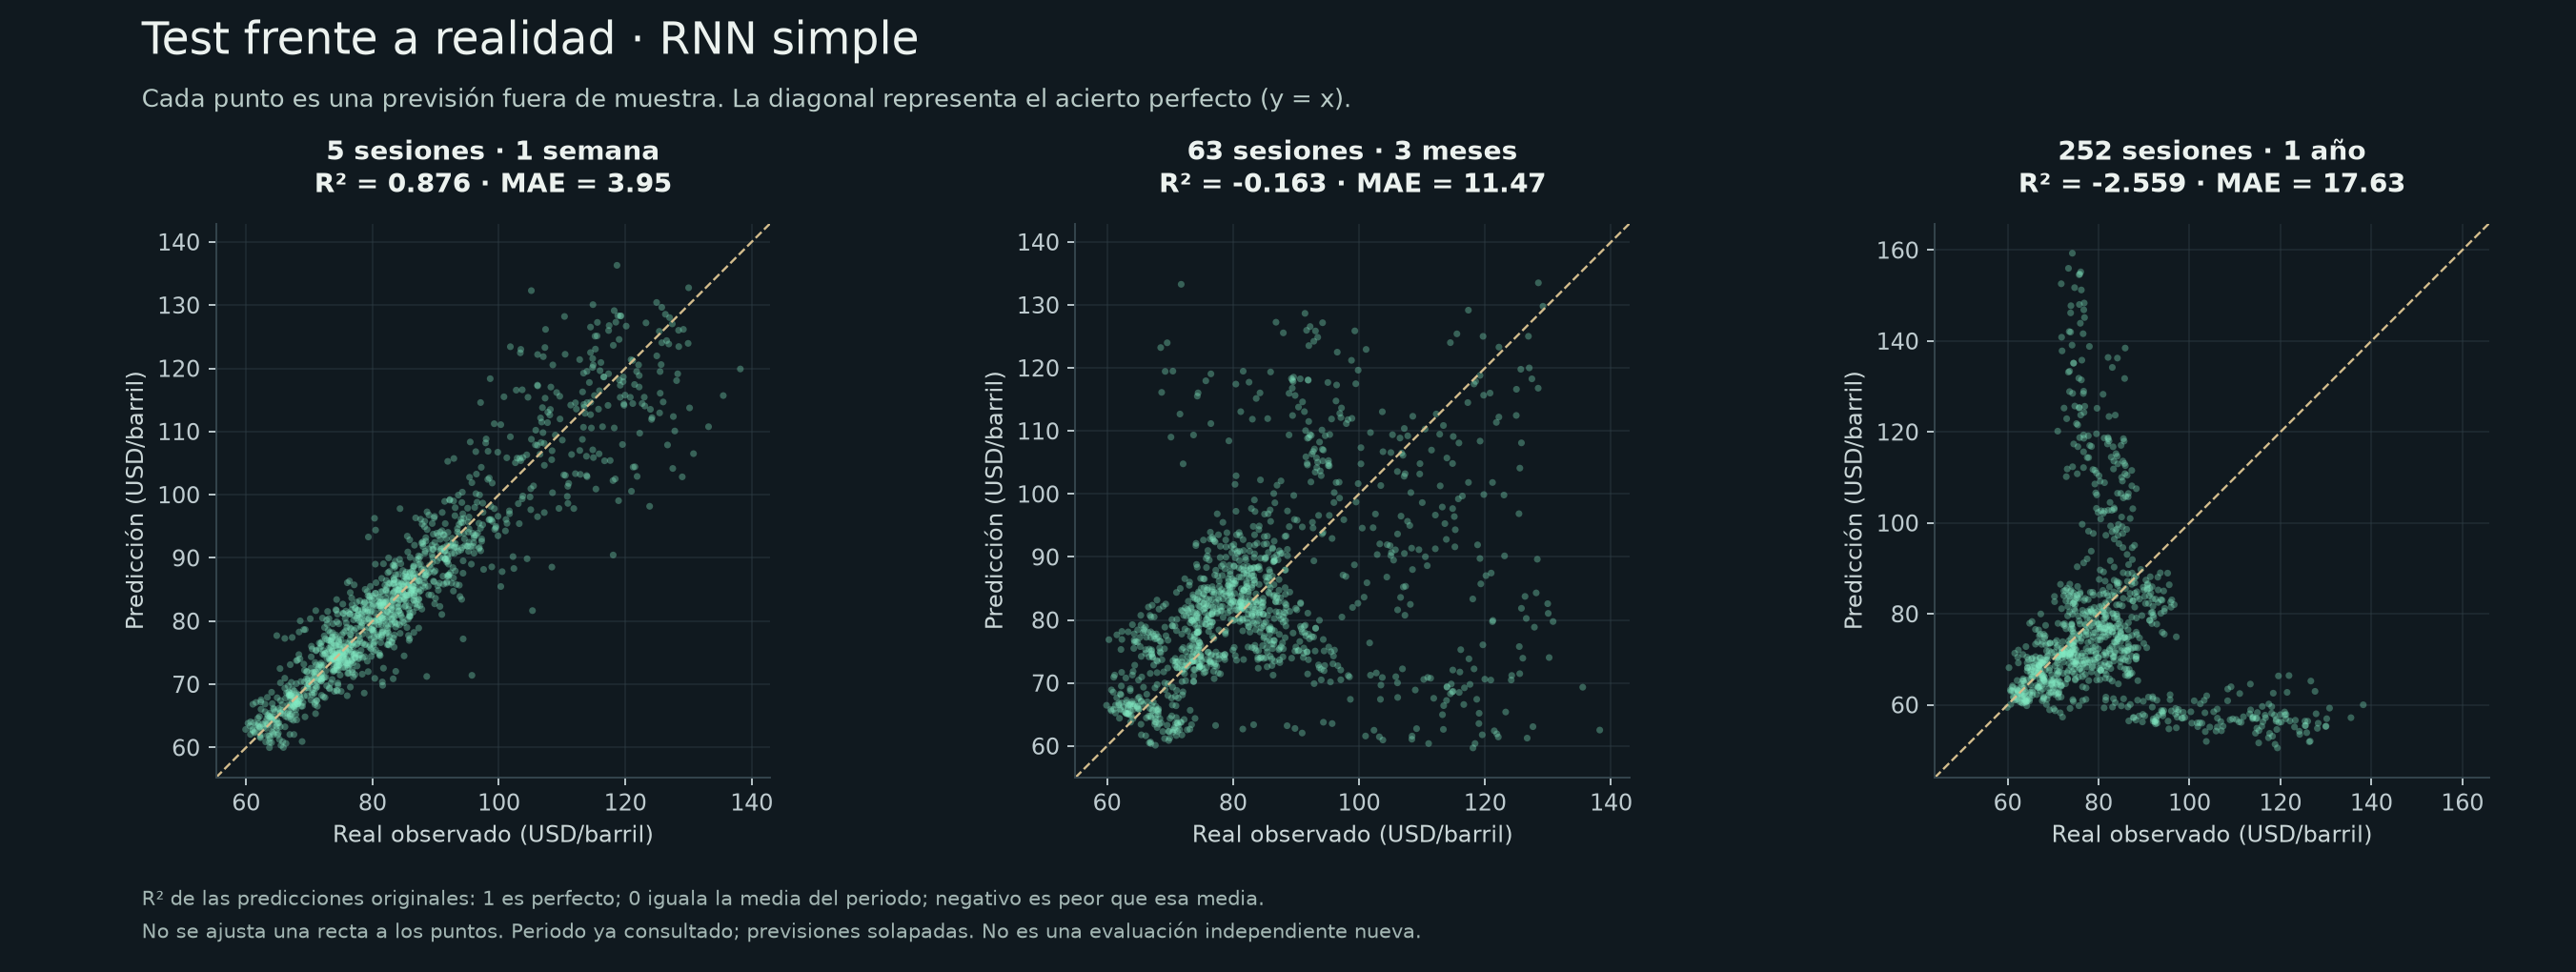 Test frente a realidad · RNN simple
Cada punto es una previsión fuera de muestra. La diagonal representa el acierto perfecto (y = x).
5 sesiones · 1 semana
R² = 0.876 · MAE = 3.95
140
130
120
110
100
90
80
70
60
Predicción (USD/barril)
60 80 100 120 140
Real observado (USD/barril)
63 sesiones · 3 meses
R² = -0.163 · MAE = 11.47
140
130
120
110
100
90
80
70
60
Predicción (USD/barril)
60 80 100 120 140
Real observado (USD/barril)
252 sesiones · 1 año
R² = -2.559 · MAE = 17.63
160
140
120
100
80
60
Predicción (USD/barril)
60 80 100 120 140 160
Real observado (USD/barril)
R² de las predicciones originales: 1 es perfecto; 0 iguala la media del periodo; negativo es peor que esa media.
No se ajusta una recta a los puntos. Periodo ya consultado; previsiones solapadas. No es una evaluación independiente nueva.